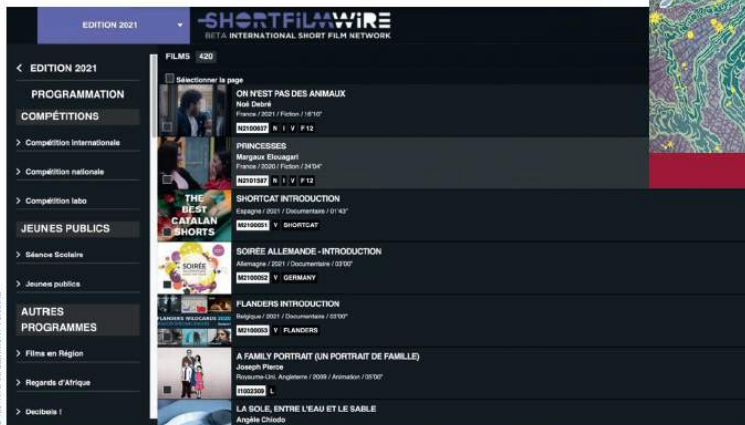 EDITION 2021
SHORTFILMWIRE
BETA INTERNATIONAL SHORT FILM NETWORK
< EDITION 2021
PROGRAMMATION
COMPÉTITIONS
> Compétition internationale
> Compétition nationale
> Compétition labo
JEUNES PUBLICS
> Séance Scolaire
> Jeunes publics
AUTRES
PROGRAMMES
> Films en Région
> Regards d'Afrique
> Décibels !
FILMS 420
Sélectionner la page
ON N'EST PAS DES ANIMAUX
Noé Debré
France / 2021 / Fiction / 16'10"
N2100637 N I V F12
PRINCESSES
Margaux Elouagari
France / 2020 / Fiction / 24'04"
N2101587 N I V F12
THE
BEST
CATALAN
SHORTS
SHORTCAT INTRODUCTION
Espagne / 2021 / Documentaire / 01'43"
M2100051 V SHORTCAT
SOIRÉE
SOIRÉE ALLEMANDE - INTRODUCTION
Allemagne / 2021 / Documentaire / 03'00"
M2100052 V GERMANY
FLANDERS WILDCARDS 2020
FLANDERS INTRODUCTION
Belgique / 2021 / Documentaire / 03'00"
M2100053 V FLANDERS
A FAMILY PORTRAIT (UN PORTRAIT DE FAMILLE)
Joseph Pierce
Royaume-Uni, Angleterre / 2009 / Animation / 05'00"
I1002309 L
LA SOLE, ENTRE L'EAU ET LE SABLE
Angèle Chiodo